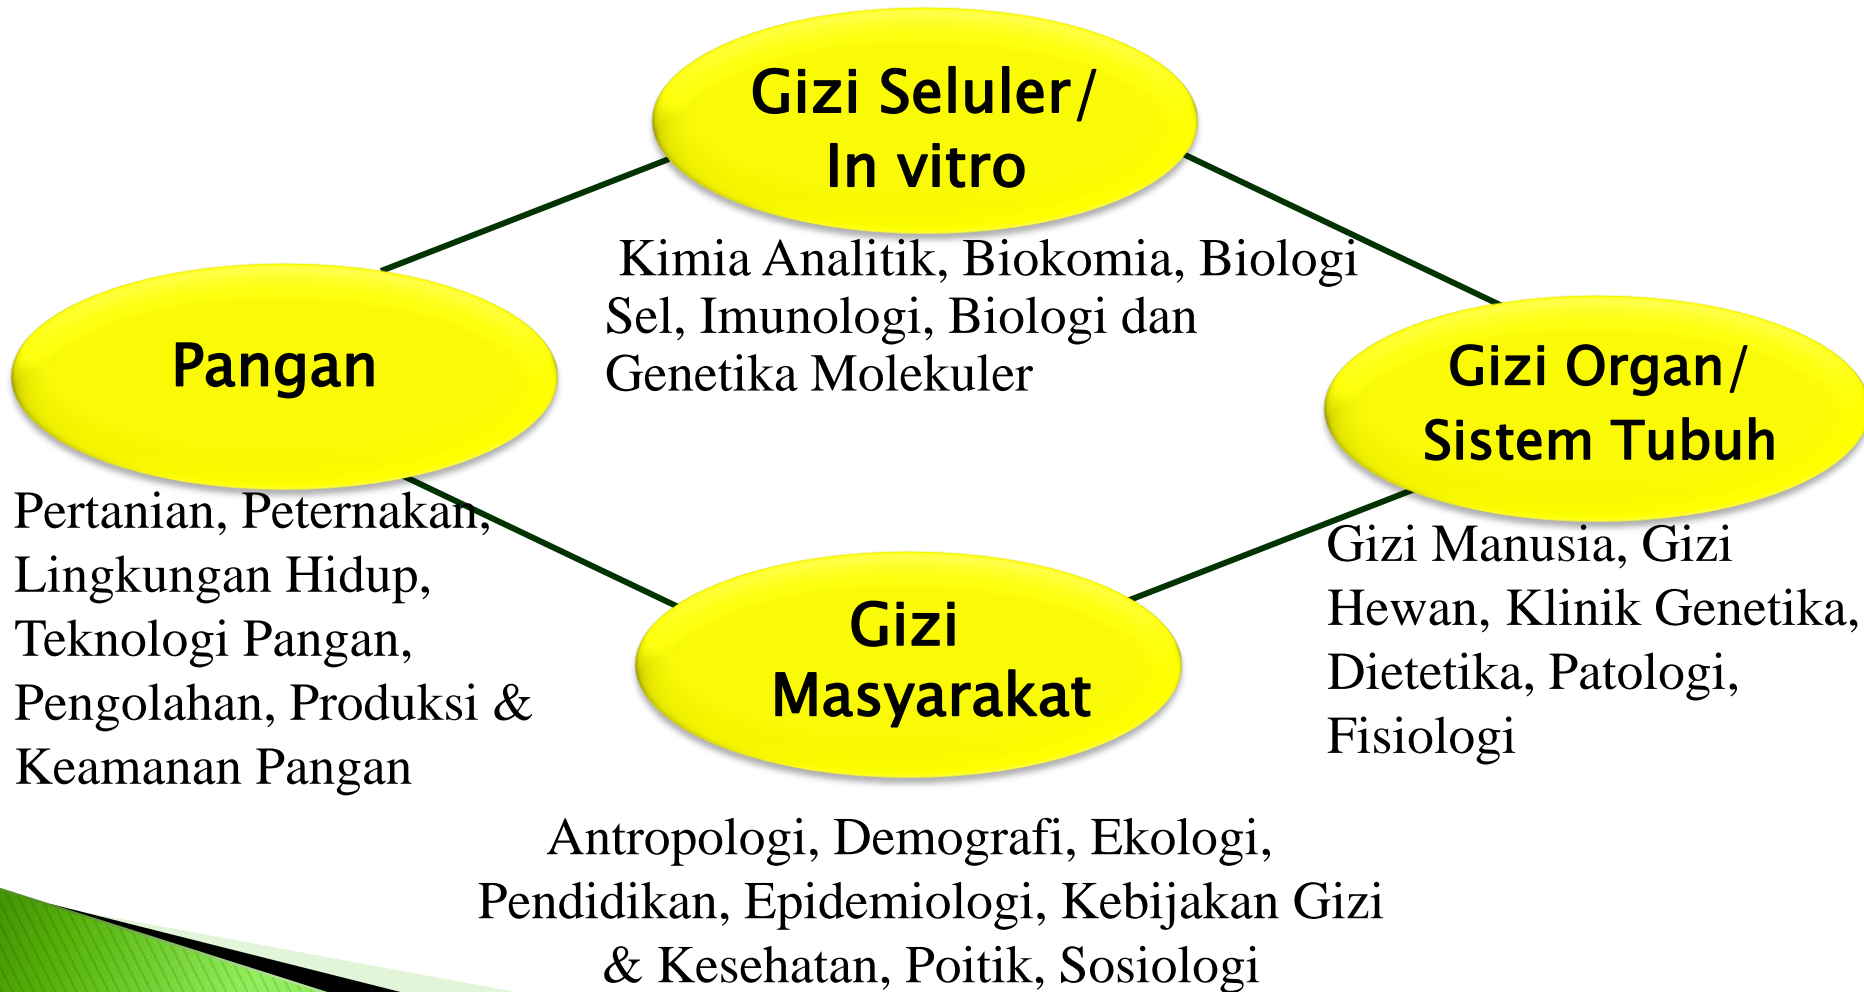 Gizi Seluler/
In vitro
Kimia Analitik, Biokomia, Biologi
Sel, Imunologi, Biologi dan
Genetika Molekuler
Pangan
Pertanian, Peternakan,
Lingkungan Hidup,
Teknologi Pangan,
Pengolahan, Produksi &
Keamanan Pangan
Gizi Organ/
Sistem Tubuh
Gizi Manusia, Gizi
Hewan, Klinik Genetika,
Dietetika, Patologi,
Fisiologi
Gizi
Masyarakat
Antropologi, Demografi, Ekologi,
Pendidikan, Epidemiologi, Kebijakan Gizi
& Kesehatan, Poitik, Sosiologi